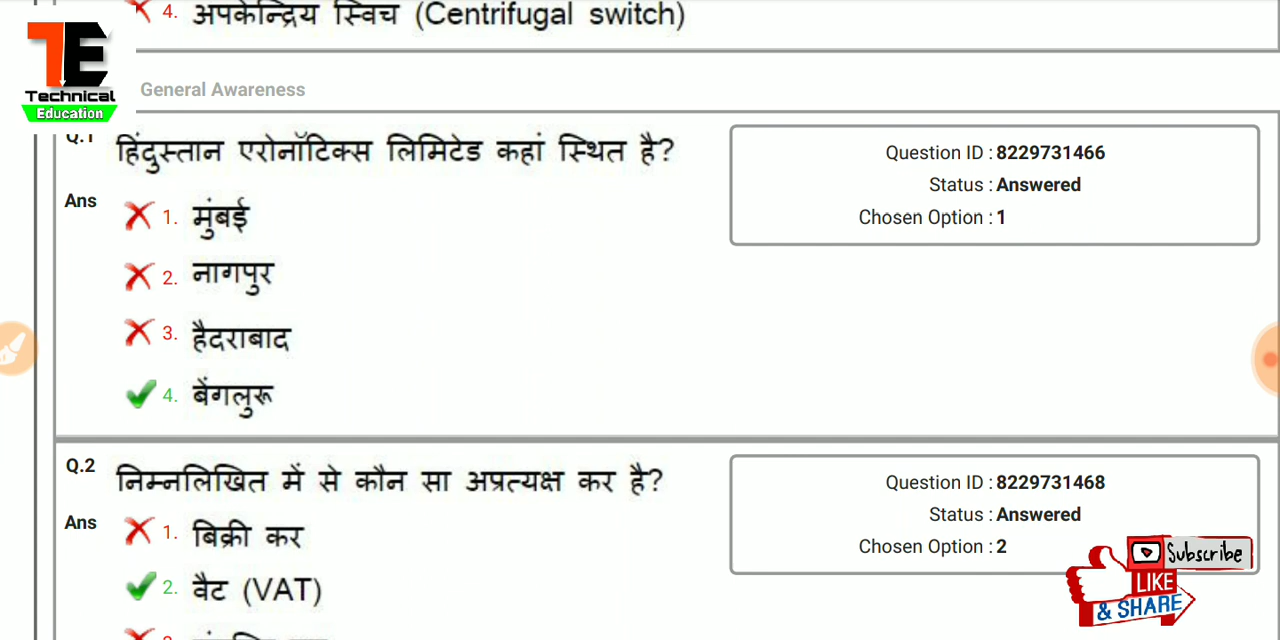 4. अपकेन्द्रिय स्विच (Centrifugal switch)
TE
Technical
Education
General Awareness
Q.1 हिंदुस्तान एरोनॉटिक्स लिमिटेड कहां स्थित है?
Ans
1. मुंबई
2. नागपुर
3. हैदराबाद
4. बेंगलुरू
Question ID : 8229731466
Status : Answered
Chosen Option : 1
Q.2 निम्नलिखित में से कौन सा अप्रत्यक्ष कर है?
Ans
1. बिक्री कर
2. वैट (VAT)
Question ID : 8229731468
Status : Answered
Chosen Option : 2
Subscribe
LIKE
& SHARE